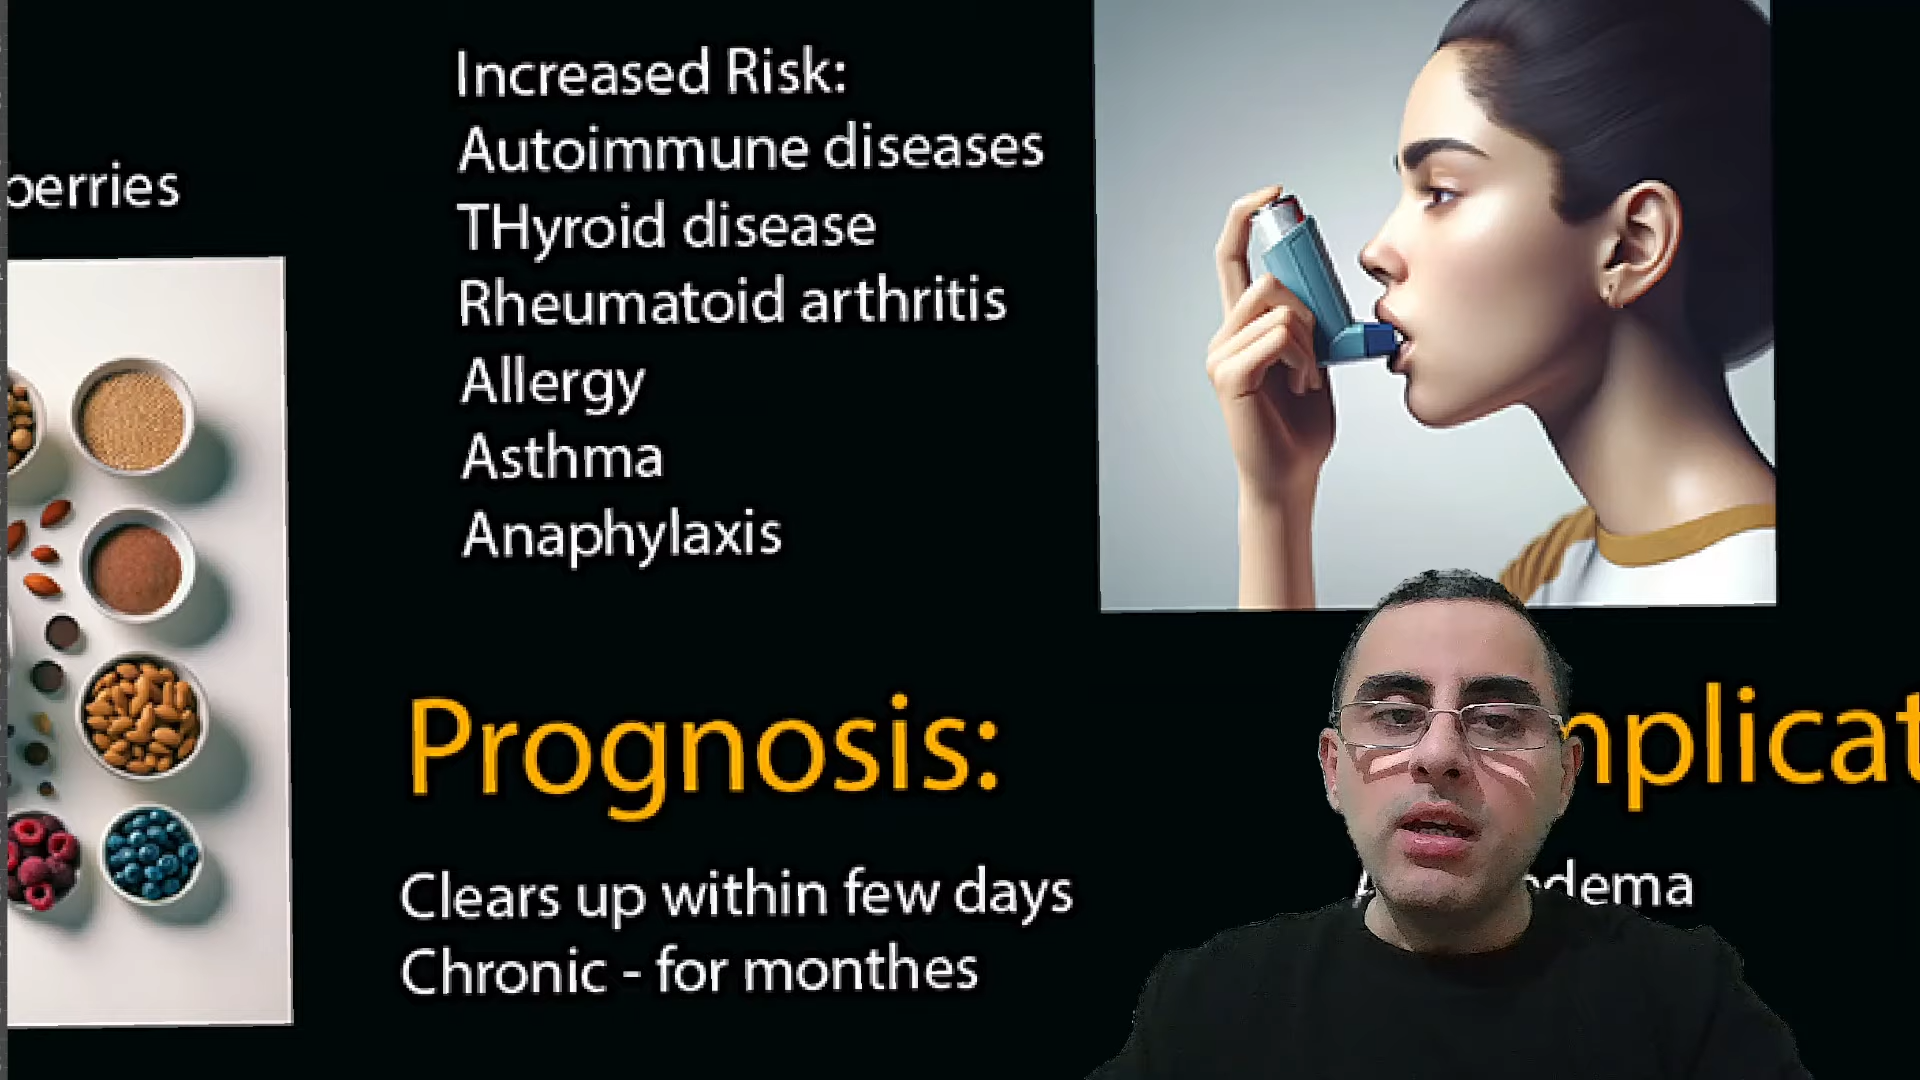 berries
Increased Risk:
Autoimmune diseases
THyroid disease
Rheumatoid arthritis
Allergy
Asthma
Anaphylaxis
Prognosis:
Clears up within few days
Chronic - for monthes